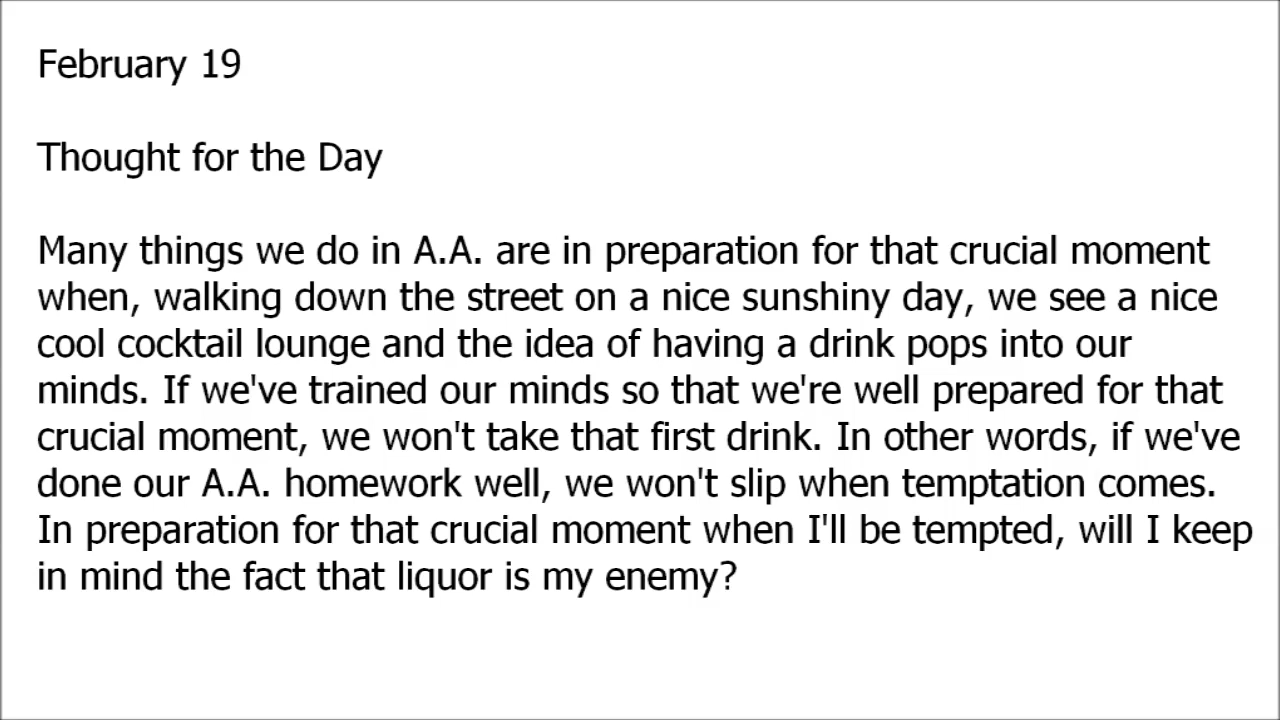 February 19
Thought for the Day
Many things we do in A.A. are in preparation for that crucial moment
when, walking down the street on a nice sunshiny day, we see a nice
cool cocktail lounge and the idea of having a drink pops into our
minds. If we've trained our minds so that we're well prepared for that
crucial moment, we won't take that first drink. In other words, if we've
done our A.A. homework well, we won't slip when temptation comes.
In preparation for that crucial moment when I'll be tempted, will I keep
in mind the fact that liquor is my enemy?